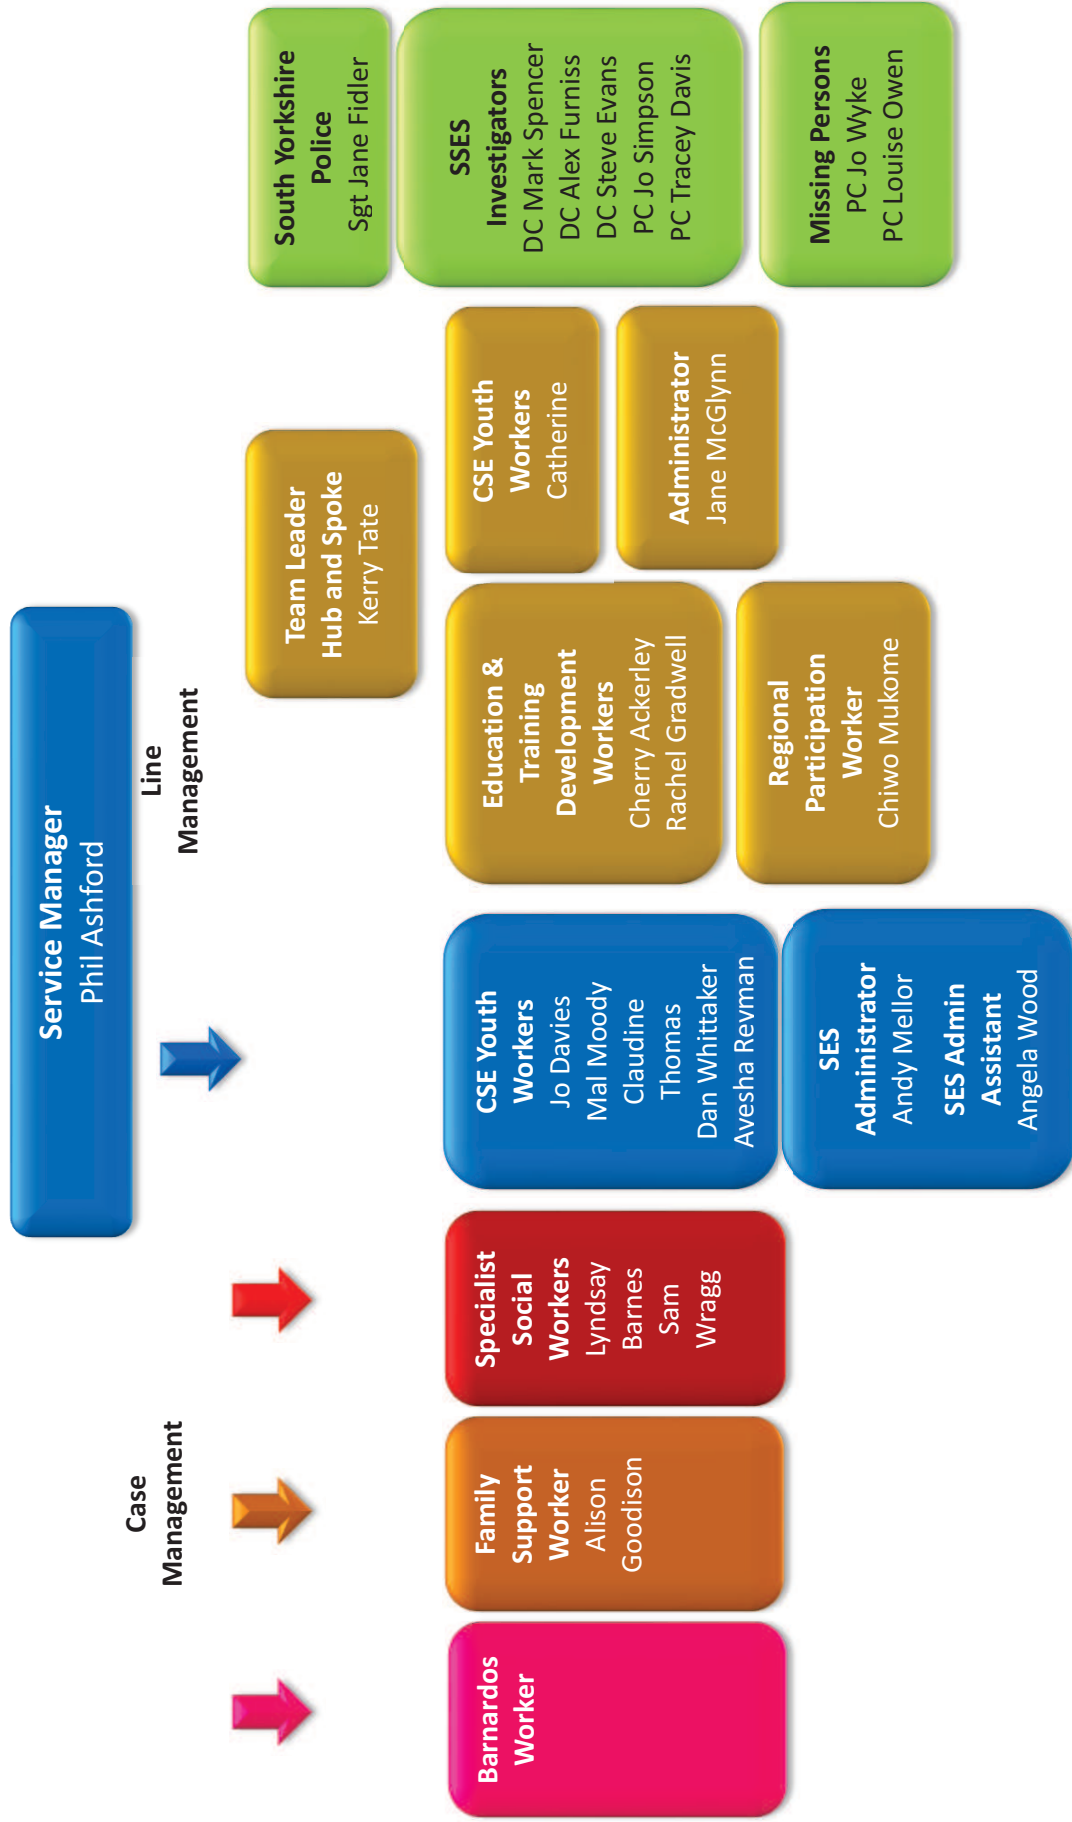 Service Manager
Phil Ashford
Case
Management
Line
Management
Barnardos
Worker
Family
Support
Worker
Alison
Goodison
Specialist
Social
Workers
Lyndsay
Barnes
Sam
Wragg
CSE Youth
Workers
Jo Davies
Mal Moody
Claudine
Thomas
Dan Whittaker
Avesha Revman
SES
Administrator
Andy Mellor
SES Admin
Assistant
Angela Wood
Team Leader
Hub and Spoke
Kerry Tate
Education &
Training
Development
Workers
Cherry Ackerley
Rachel Gradwell
Regional
Participation
Worker
Chiwo Mukome
CSE Youth
Workers
Catherine
Administrator
Jane McGlynn
South Yorkshire
Police
Sgt Jane Fidler
SSES
Investigators
DC Mark Spencer
DC Alex Furniss
DC Steve Evans
PC Jo Simpson
PC Tracey Davis
Missing Persons
PC Jo Wyke
PC Louise Owen